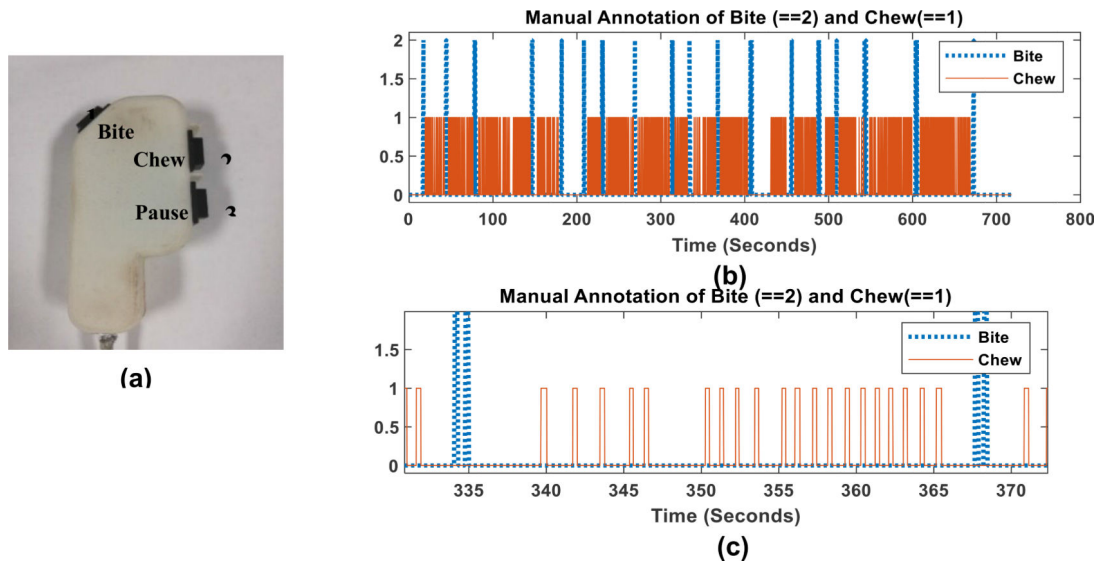 Bite
Chew
Pause
(a)
Manual Annotation of Bite (==2) and Chew(==1)
2
1.5
1
0.5
0
Bite
Chew
0 100 200 300 400 500 600 700 800
Time (Seconds)
(b)
Manual Annotation of Bite (==2) and Chew(==1)
1.5
1
0.5
0
Bite
Chew
335 340 345 350 355 360 365 370
Time (Seconds)
(c)